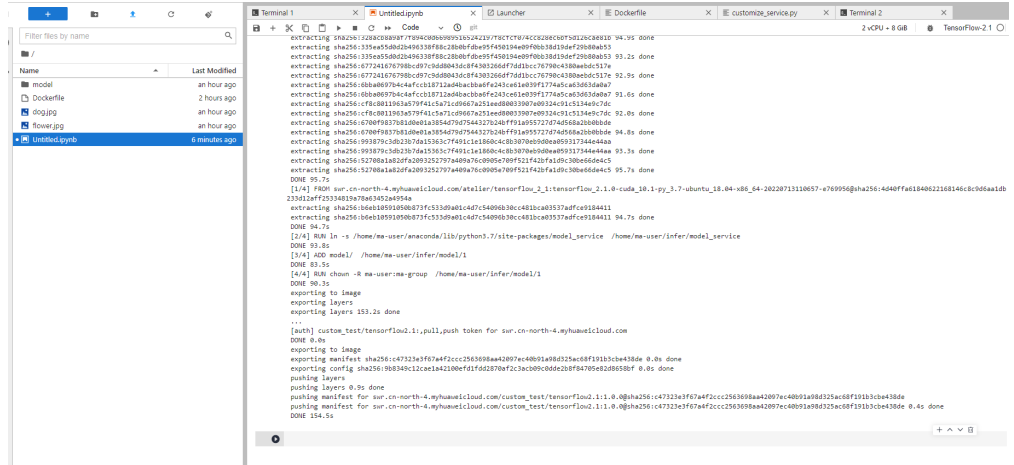 Terminal 1
Untitled.ipynb
Launcher
Dockerfile
customize_service.py
Terminal 2
Filter files by name
/
Name
Last Modified
model
an hour ago
Dockerfile
2 hours ago
dog.jpg
an hour ago
flower.jpg
an hour ago
Untitled.ipynb
6 minutes ago
Code
git
2 vCPU + 8 GiB
TensorFlow-2.1
extracting sha256:335ea55d0d2b496338f88c28b0bfdbe95f450194e09f0bb38d19def29b80ab53
extracting sha256:335ea55d0d2b496338f88c28b0bfdbe95f450194e09f0bb38d19def29b80ab53 93.2s done
extracting sha256:677241676798bcd97c9dd8043dc8f4303266df7dd1bcc76790c4380aebdc517e
extracting sha256:677241676798bcd97c9dd8043dc8f4303266df7dd1bcc76790c4380aebdc517e 92.9s done
extracting sha256:6bba0697b4c4afccb18712ad4bacbba6fe243ce61e039f1774a5ca63d63da0a7
extracting sha256:6bba0697b4c4afccb18712ad4bacbba6fe243ce61e039f1774a5ca63d63da0a7 91.6s done
extracting sha256:cf8c8011963a579f41c5a71cd9667a251eed80033907e09324c91c5134e9c7dc
extracting sha256:cf8c8011963a579f41c5a71cd9667a251eed80033907e09324c91c5134e9c7dc 92.0s done
extracting sha256:6700f9837b81d0e01a3854d79d7544327b24bff91a955727d74d568a2bb0bbde
extracting sha256:6700f9837b81d0e01a3854d79d7544327b24bff91a955727d74d568a2bb0bbde 94.8s done
extracting sha256:993879c3db23b7da15363c7f491c1e1860c4c8b3070eb9d0ea059317344e44aa
extracting sha256:993879c3db23b7da15363c7f491c1e1860c4c8b3070eb9d0ea059317344e44aa 93.3s done
extracting sha256:52708a1a82dfa2093252797a409a76c0905e709f521f42bfa1d9c30be66de4c5
extracting sha256:52708a1a82dfa2093252797a409a76c0905e709f521f42bfa1d9c30be66de4c5 95.7s done
DONE 95.7s
[1/4] FROM swr.cn-north-4.myhuaweicloud.com/atelier/tensorflow_2_1:tensorflow_2.1.0-cuda_10.1-py_3.7-ubuntu_18.04-x86_64-20220713110657-e769956@sha256:4d40ffa61840622168146c8c9d6aa1db
233d12aff25334819a78a63452a4954a
extracting sha256:b6eb10591050b873fc533d9a01c4d7c54096b30cc481bca03537adfce9184411
extracting sha256:b6eb10591050b873fc533d9a01c4d7c54096b30cc481bca03537adfce9184411 94.7s done
DONE 94.7s
[2/4] RUN ln -s /home/ma-user/anaconda/lib/python3.7/site-packages/model_service /home/ma-user/infer/model_service
DONE 93.8s
[3/4] ADD model/ /home/ma-user/infer/model/1
DONE 83.5s
[4/4] RUN chown -R ma-user:ma-group /home/ma-user/infer/model/1
DONE 90.3s
exporting to image
exporting layers
exporting layers 153.2s done
...
[auth] custom_test/tensorflow2.1:,pull,push token for swr.cn-north-4.myhuaweicloud.com
DONE 0.0s
exporting to image
exporting manifest sha256:c47323e3f67a4f2ccc2563698aa42097ec40b91a98d325ac68f191b3cbe438de 0.0s done
exporting config sha256:9b8349c12cae1a42100efd1fdd2870af2c3acb09c0dde2b8f84705e82d8658bf 0.0s done
pushing layers
pushing layers 0.9s done
pushing manifest for swr.cn-north-4.myhuaweicloud.com/custom_test/tensorflow2.1:1.0.0@sha256:c47323e3f67a4f2ccc2563698aa42097ec40b91a98d325ac68f191b3cbe438de
pushing manifest for swr.cn-north-4.myhuaweicloud.com/custom_test/tensorflow2.1:1.0.0@sha256:c47323e3f67a4f2ccc2563698aa42097ec40b91a98d325ac68f191b3cbe438de 0.4s done
DONE 154.5s